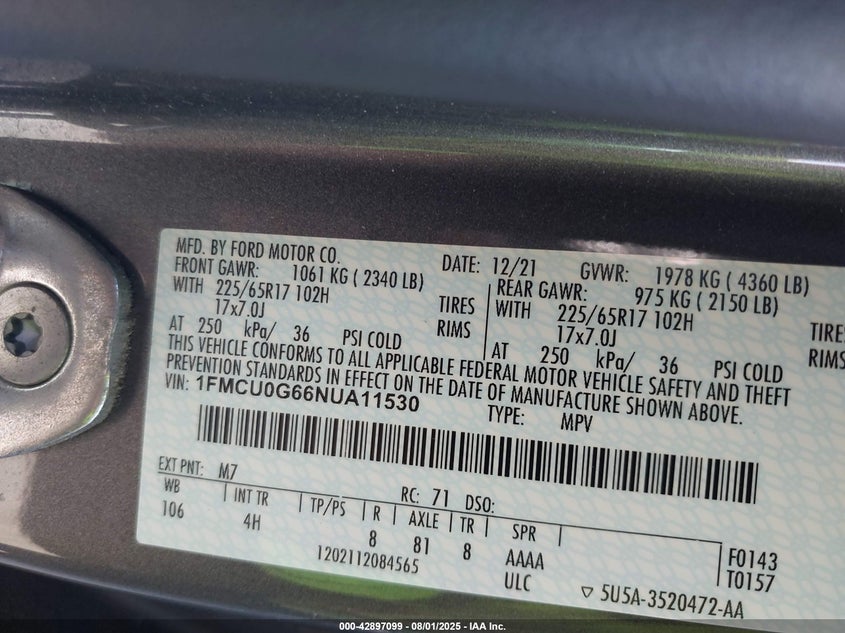 MFD. BY FORD MOTOR CO. DATE: 12/21 GVWR: 1978 KG ( 4360 LB)
FRONT GAWR: 1061 KG ( 2340 LB) REAR GAWR: 975 KG ( 2150 LB)
WITH 225/65R17 102H TIRES WITH 225/65R17 102H TIRES
17x7.0J RIMS 17x7.0J RIMS
AT 250 kPa/ 36 PSI COLD AT 250 kPa/ 36 PSI COLD
THIS VEHICLE CONFORMS TO ALL APPLICABLE FEDERAL MOTOR VEHICLE SAFETY AND THEFT
PREVENTION STANDARDS IN EFFECT ON THE DATE OF MANUFACTURE SHOWN ABOVE.
VIN: 1FMCU0G66NUA11530 TYPE: MPV
EXT PNT: M7 RC: 71 DSO:
WB INT TR TP/PS R AXLE TR SPR
106 4H 8 81 8 AAAA F0143
1202112084565 ULC T0157
5U5A-3520472-AA
000-42897099 - 08/01/2025 - IAA Inc.